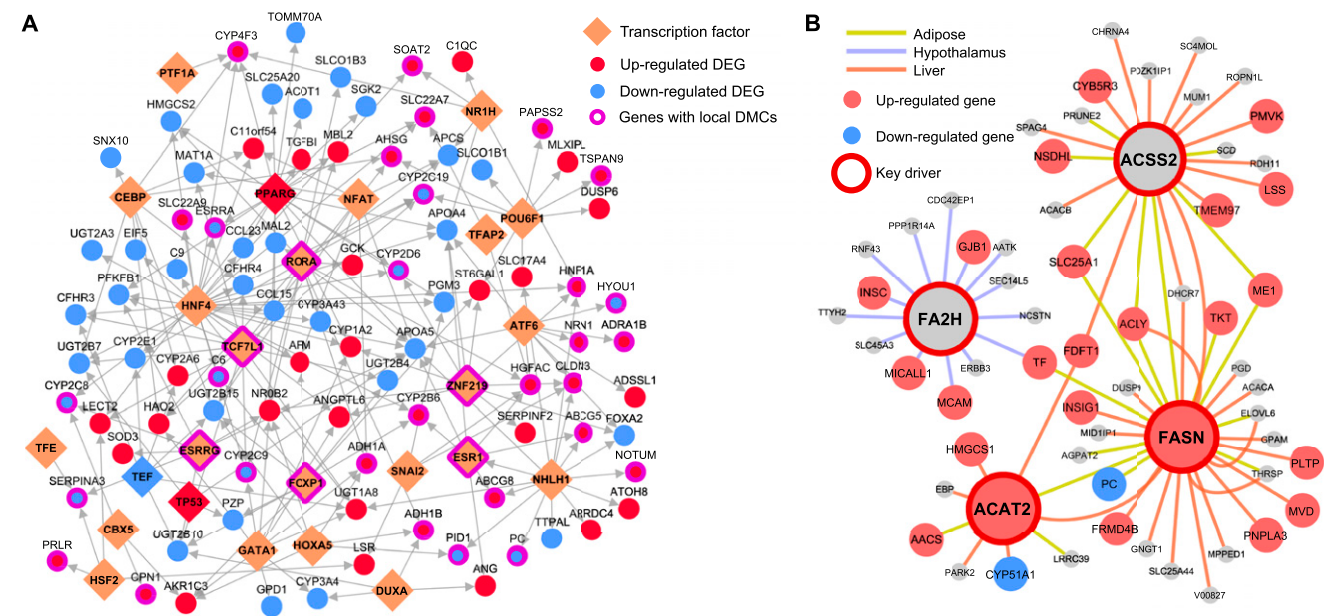 A
TOMM70A
CYP4F3
PTF1A
SLC25A20
SLCO1B3
SOAT2
C1QC
Transcription factor
Up-regulated DEG
Down-regulated DEG
Genes with local DMCs
HMGCS2
ACOT1
SGK2
SLC22A7
NR1H
PAPSS2
SNX10
C11orf54
TGFBI
MBL2
AHSG
APCS
SLCO1B1
MLXIPL
TSPAN9
MAT1A
CYP2C19
DUSP6
CEBP
PPARG
NFAT
SLC22A9
ESRRA
APOA4
TFAP2
POU6F1
UGT2A3
EIF5
CCL23
MAL2
GCK
CYP2D6
SLC17A4
C9
RORA
ST6GAL1
HNF1A
PFKFB1
CFHR4
PGM3
HYOU1
CFHR3
HNF4
CCL15
CYP3A43
ATF6
UGT2B7
CYP2E1
TCF7L1
CYP1A2
APOA5
NRN1
ADRA1B
CYP2A6
C6
AFM
UGT2B4
HGFAC
CLDN3
CYP2C8
UGT2B15
NR0B2
ZNF219
ADSSL1
LECT2
HAO2
ANGPTL6
CYP2B6
SERPINF2
ABCG5
FOXA2
TFE
SOD3
ESRRG
ADH1A
SNAI2
ESR1
NOTUM
SERPINA3
TEF
CYP2C9
FOXP1
ABCG8
NHLH1
TP53
PZP
UGT1A8
ATOH8
CBX5
UGT2B10
ADH1B
TTPAL
ARRDC4
PRLR
GATA1
HOXA5
PID1
PC
HSF2
CPN1
LSR
AKR1C3
GPD1
CYP3A4
DUXA
ANG
B
Adipose
Hypothalamus
Liver
Up-regulated gene
Down-regulated gene
Key driver
CHRNA4
SC4MOL
PDZK1IP1
ROPN1L
CYB5R3
MUM1
PRUNE2
PMVK
SPAG4
ACSS2
SCD
NSDHL
RDH11
LSS
ACACB
TMEM97
CDC42EP1
PPP1R14A
RNF43
GJB1
AATK
SLC25A1
SEC14L5
INSC
DHCR7
ME1
TTYH2
FA2H
NCSTN
ACLY
TKT
SLC45A3
FDFT1
ERBB3
TF
MICALL1
PGD
DUSP1
ACACA
MCAM
INSIG1
ELOVL6
MID1IP1
FASN
GPAM
HMGCS1
AGPAT2
PLTP
THRSP
PC
EBP
ACAT2
MVD
FRMD4B
PNPLA3
AACS
GNGT1
MPPED1
LRRC39
SLC25A44
PARK2
CYP51A1
V00827